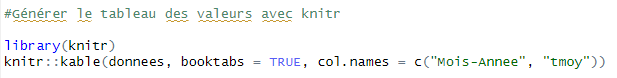 #Générer le tableau des valeurs avec knitr
library(knitr)
knitr::kable(donnees, booktabs = TRUE, col.names = c("Mois-Annee", "tmoy"))